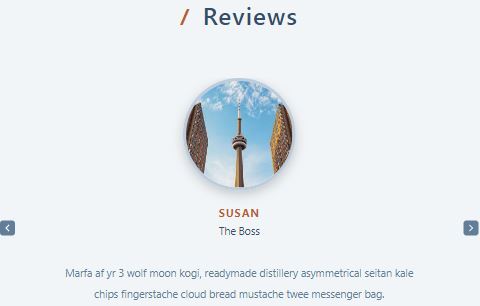 / Reviews
SUSAN
The Boss
Marfa af yr 3 wolf moon kogi, readymade distillery asymmetrical seitan kale
chips fingerstache cloud bread mustache twee messenger bag.